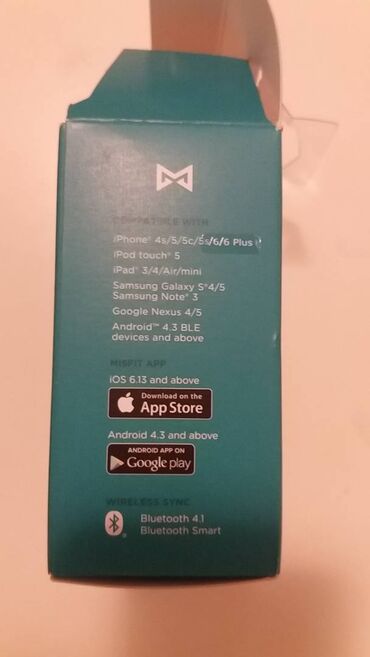 COMPATIBLE WITH
iPhone® 4s/5/5c/5s/6/6 Plus
iPod touch® 5
iPad® 3/4/Air/mini
Samsung Galaxy S®4/5
Samsung Note® 3
Google Nexus 4/5
Android™ 4.3 BLE
devices and above
MISFIT APP
iOS 6.13 and above
Download on the
App Store
Android 4.3 and above
ANDROID APP ON
Google play
WIRELESS SYNC
Bluetooth 4.1
Bluetooth Smart